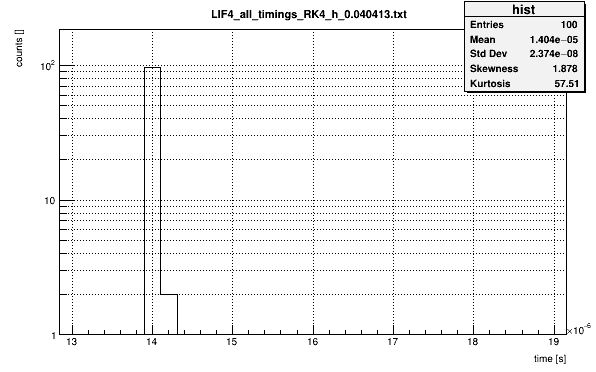 LIF4_all_timings_RK4_h_0.040413.txt
hist
Entries 100
Mean 1.404e−05
Std Dev 2.374e−08
Skewness 1.878
Kurtosis 57.51
counts []
10²
10
1
13 14 15 16 17 18 19
×10⁻⁶
time [s]